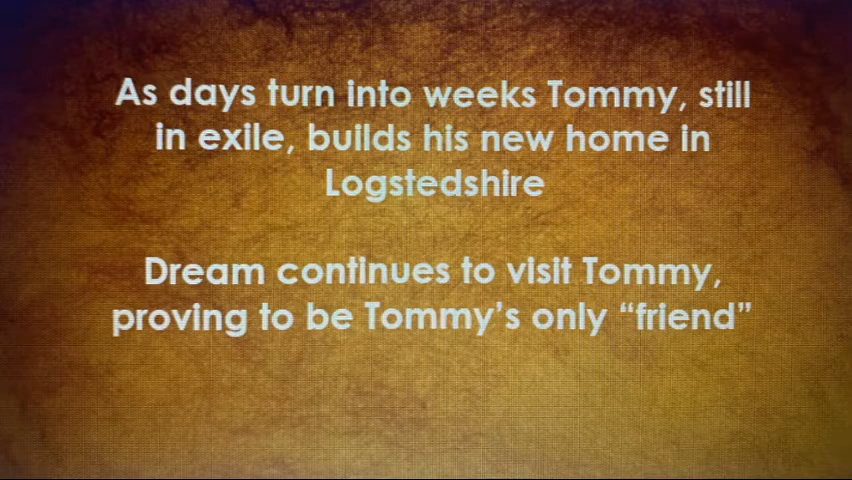 As days turn into weeks Tommy, still
in exile, builds his new home in
Logstedshire
Dream continues to visit Tommy,
proving to be Tommy’s only “friend”